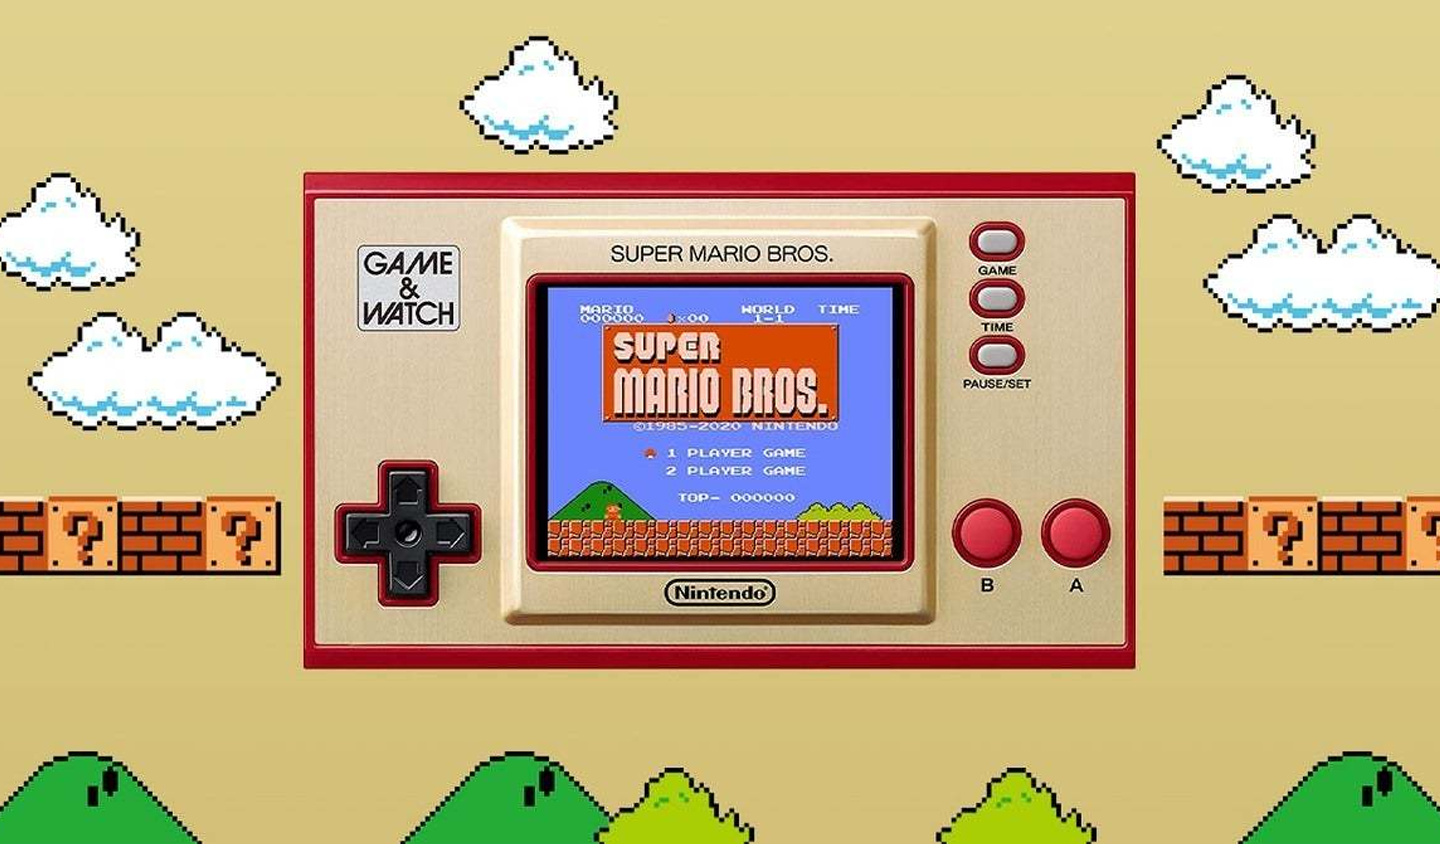 SUPER MARIO BROS.
GAME
&
WATCH
MARIO WORLD TIME
000000 x00 1-1
SUPER
MARIO BROS.
©1985-2020 NINTENDO
1 PLAYER GAME
2 PLAYER GAME
TOP- 000000
Nintendo®
GAME
TIME
PAUSE/SET
B A
? ? ? ?